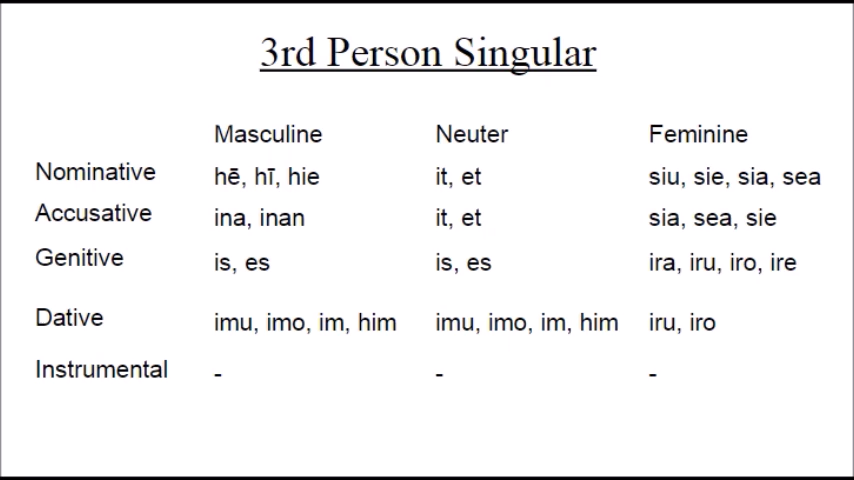 3rd Person Singular
Masculine Neuter Feminine
Nominative hē, hī, hie it, et siu, sie, sia, sea
Accusative ina, inan it, et sia, sea, sie
Genitive is, es is, es ira, iru, iro, ire
Dative imu, imo, im, him imu, imo, im, him iru, iro
Instrumental - - -